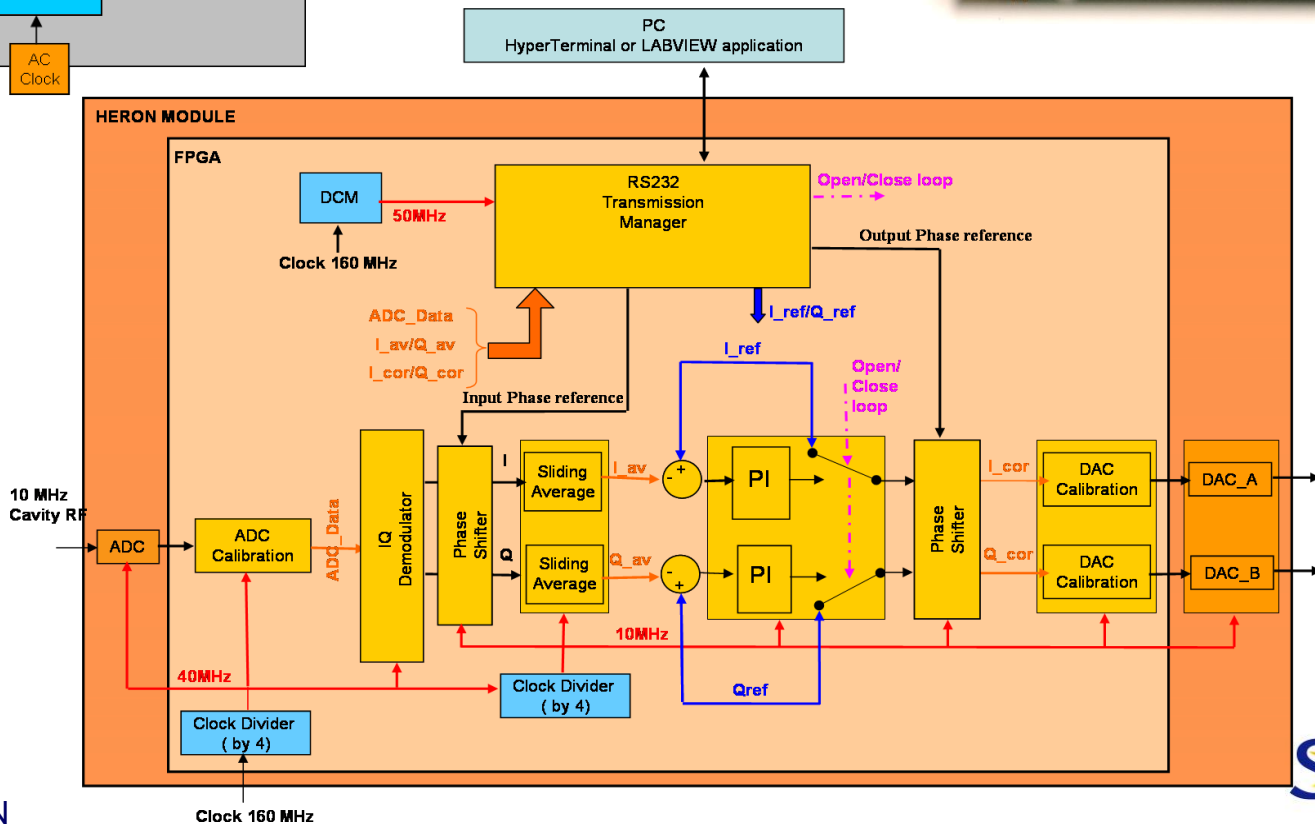 AC
Clock
PC
HyperTerminal or LABVIEW application
HERON MODULE
FPGA
DCM
50MHz
Clock 160 MHz
RS232
Transmission
Manager
Open/Close loop
Output Phase reference
ADC_Data
I_av/Q_av
I_cor/Q_cor
I_ref/Q_ref
I_ref
Open/
Close
loop
Input Phase reference
10 MHz
Cavity RF
ADC
ADC
Calibration
ADC_Data
IQ
Demodulator
Phase
Shifter
I
Q
Sliding
Average
Sliding
Average
I_av
Q_av
- +
- +
PI
PI
Phase
Shifter
I_cor
Q_cor
DAC
Calibration
DAC
Calibration
DAC_A
DAC_B
10MHz
40MHz
Clock Divider
( by 4)
Qref
Clock Divider
( by 4)
Clock 160 MHz
N
S